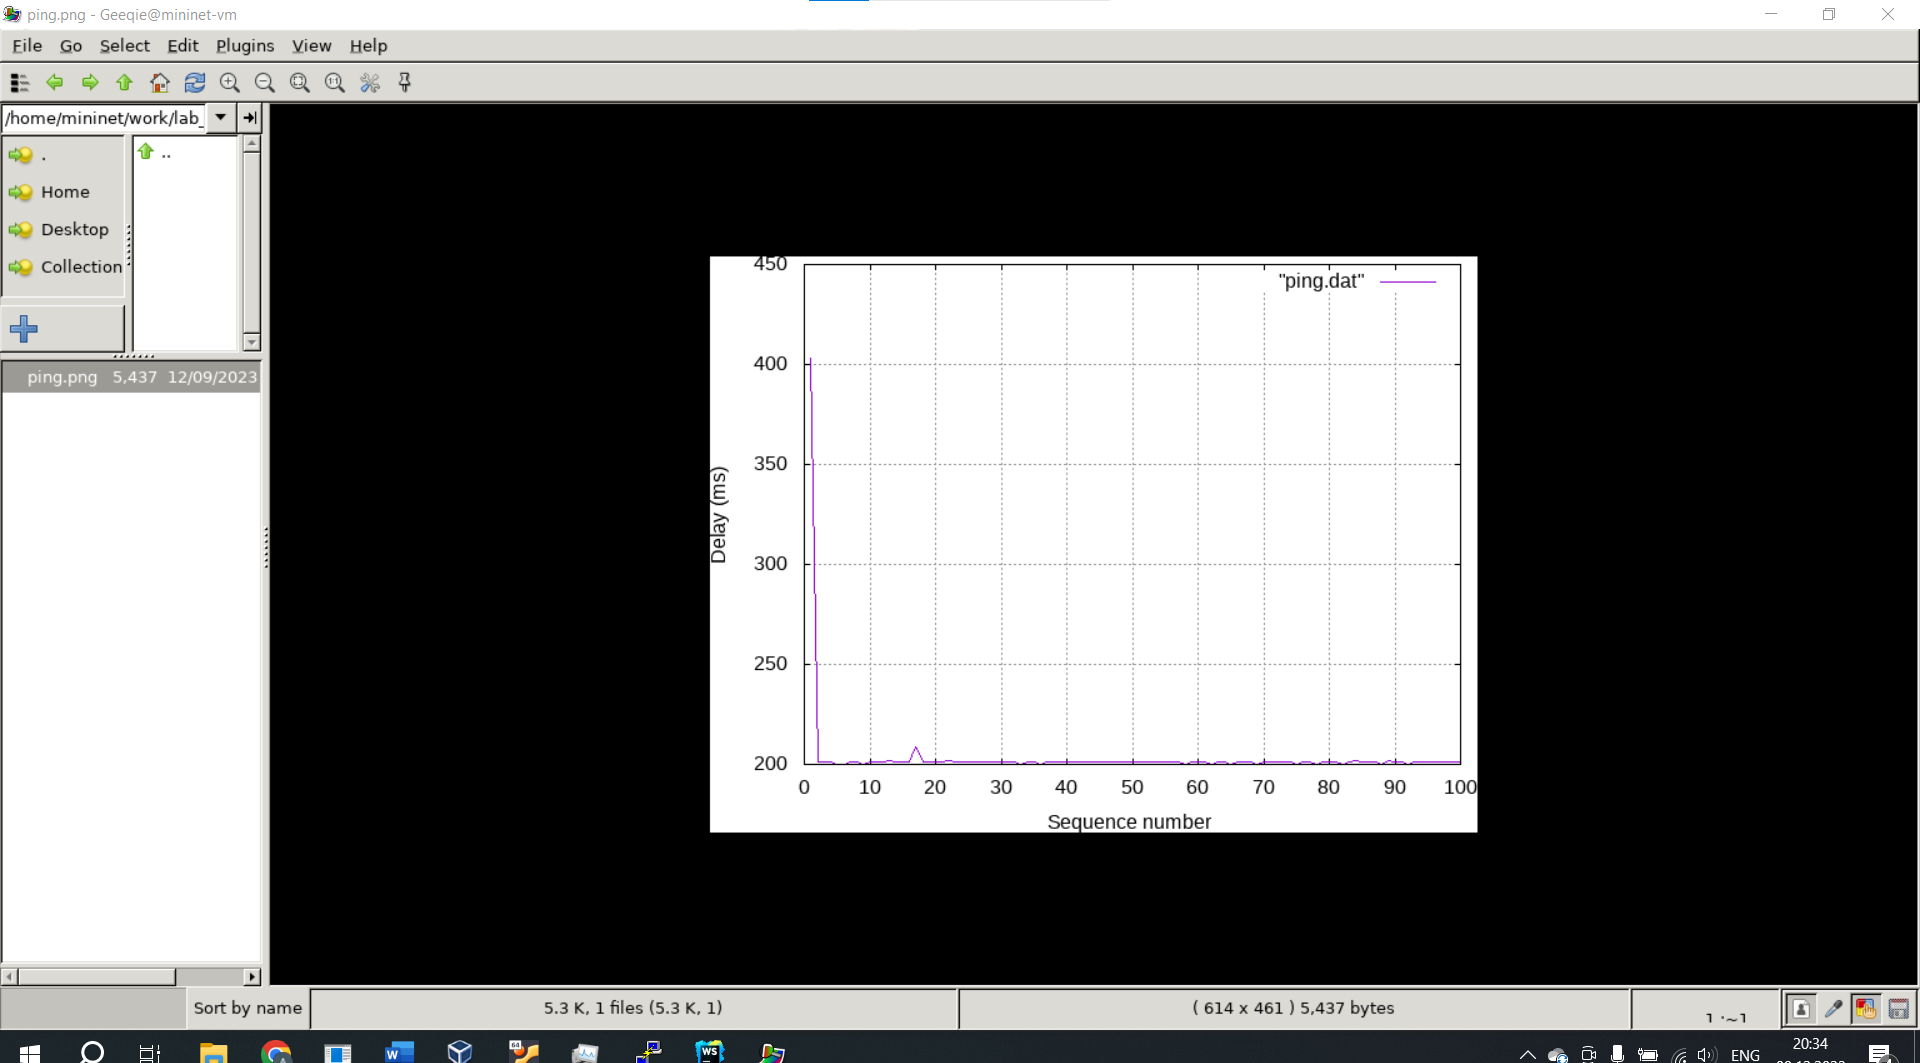 ping.png - Geeqie@mininet-vm
File Go Select Edit Plugins View Help
/home/mininet/work/lab_
.
Home
Desktop
Collection
..
ping.png 5,437 12/09/2023
"ping.dat"
450
400
350
300
250
200
Delay (ms)
0 10 20 30 40 50 60 70 80 90 100
Sequence number
Sort by name
5.3 K, 1 files (5.3 K, 1)
( 614 x 461 ) 5,437 bytes
ENG
20:34